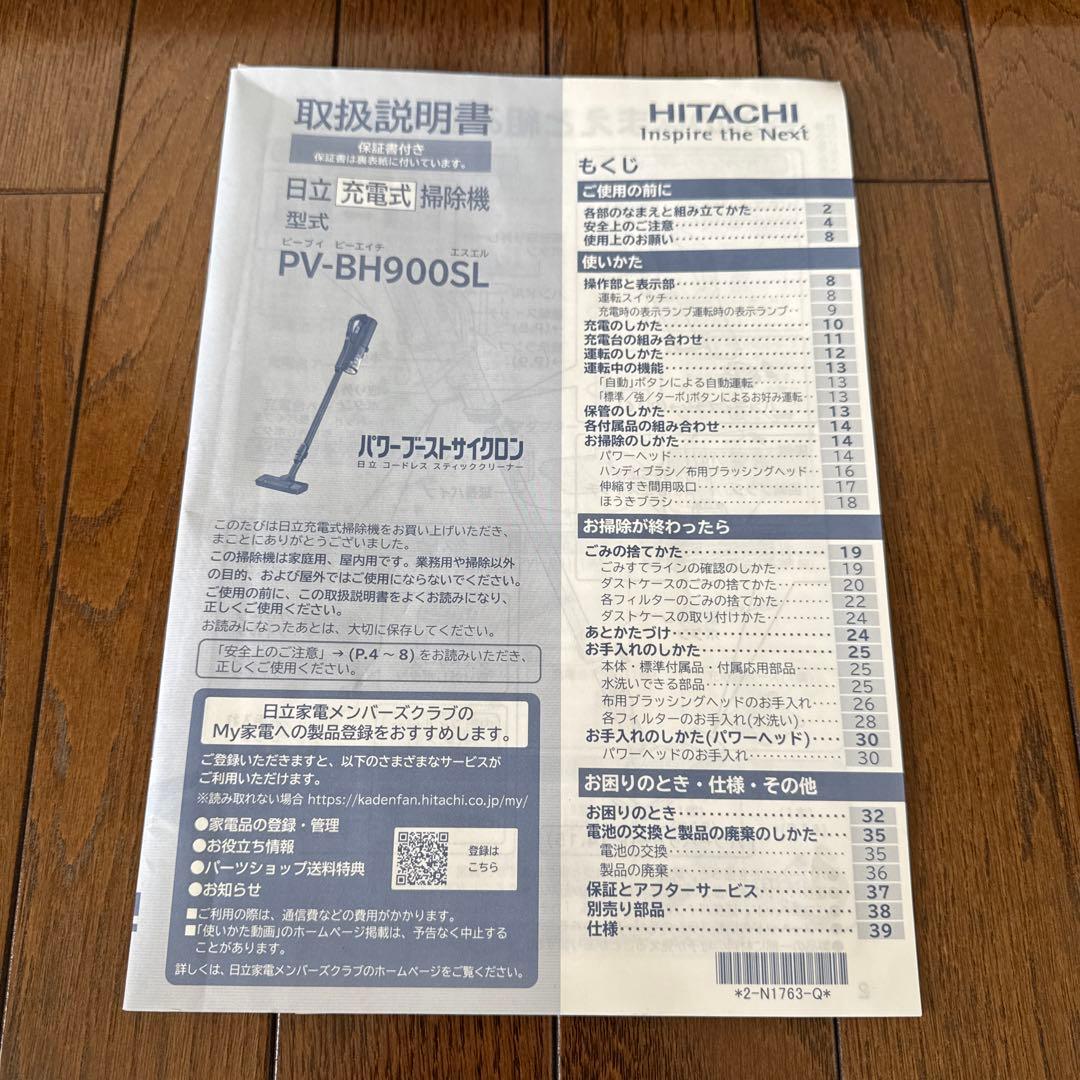 取扱説明書
保証書付き
保証書は裏表紙に付いています。
日立 充電式 掃除機
型式
ピーブイ ビーエイチ エスエル
PV-BH900SL
パワーブーストサイクロン
日立 コードレス スティッククリーナー
このたびは日立充電式掃除機をお買い上げいただき、
まことにありがとうございました。
この掃除機は家庭用、屋内用です。業務用や掃除以外
の目的、および屋外ではご使用にならないでください。
ご使用の前に、この取扱説明書をよくお読みになり、
正しくご使用ください。
お読みになったあとは、大切に保存してください。
「安全上のご注意」→(P.4～8)をお読みいただき、
正しくご使用ください。
日立家電メンバーズクラブの
My家電への製品登録をおすすめします。
ご登録いただきますと、以下のさまざまなサービスが
ご利用いただけます。
※読み取れない場合 https://kadenfan.hitachi.co.jp/my/
●家電品の登録・管理
●お役立ち情報
●パーツショップ送料特典
●お知らせ
登録は
こちら
■ご利用の際は、通信費などの費用がかかります。
■「使いかた動画」のホームページ掲載は、予告なく中止する
ことがあります。
詳しくは、日立家電メンバーズクラブのホームページをご覧ください。
HITACHI
Inspire the Next
もくじ
ご使用の前に
各部のなまえと組み立てかた‥‥‥‥ 2
安全上のご注意‥‥‥‥‥‥‥‥ 4
使用上のお願い‥‥‥‥‥‥‥‥ 8
使いかた
操作部と表示部‥‥‥‥‥‥‥‥ 8
運転スイッチ‥‥‥‥‥‥‥‥ 8
充電時の表示ランプ/運転時の表示ランプ‥ 9
充電のしかた‥‥‥‥‥‥‥‥ 10
充電台の組み合わせ‥‥‥‥‥‥ 11
運転のしかた‥‥‥‥‥‥‥‥ 12
運転中の機能‥‥‥‥‥‥‥‥ 13
「自動」ボタンによる自動運転‥‥‥‥ 13
「標準／強／ターボ」ボタンによるお好み運転‥ 13
保管のしかた‥‥‥‥‥‥‥‥ 13
各付属品の組み合わせ‥‥‥‥‥‥ 14
お掃除のしかた‥‥‥‥‥‥‥‥ 14
パワーヘッド‥‥‥‥‥‥‥‥ 14
ハンディブラシ／布用ブラッシングヘッド‥ 16
伸縮すき間用吸口‥‥‥‥‥‥‥ 17
ほうきブラシ‥‥‥‥‥‥‥‥ 18
お掃除が終わったら
ごみの捨てかた‥‥‥‥‥‥‥‥ 19
ごみすてラインの確認のしかた‥‥‥ 19
ダストケースのごみの捨てかた‥‥‥ 20
各フィルターのごみの捨てかた‥‥‥ 22
ダストケースの取り付けかた‥‥‥‥ 24
あとかたづけ‥‥‥‥‥‥‥‥ 24
お手入れのしかた‥‥‥‥‥‥‥ 25
本体・標準付属品・付属応用部品‥‥ 25
水洗いできる部品‥‥‥‥‥‥‥ 25
布用ブラッシングヘッドのお手入れ‥‥ 26
各フィルターのお手入れ(水洗い)‥‥ 28
お手入れのしかた(パワーヘッド)‥‥ 30
パワーヘッドのお手入れ‥‥‥‥‥ 30
お困りのとき・仕様・その他
お困りのとき‥‥‥‥‥‥‥‥ 32
電池の交換と製品の廃棄のしかた‥‥ 35
電池の交換‥‥‥‥‥‥‥‥‥ 35
製品の廃棄‥‥‥‥‥‥‥‥‥ 36
保証とアフターサービス‥‥‥‥‥ 37
別売り部品‥‥‥‥‥‥‥‥‥ 38
仕様‥‥‥‥‥‥‥‥‥‥‥ 39
*2-N1763-Q*